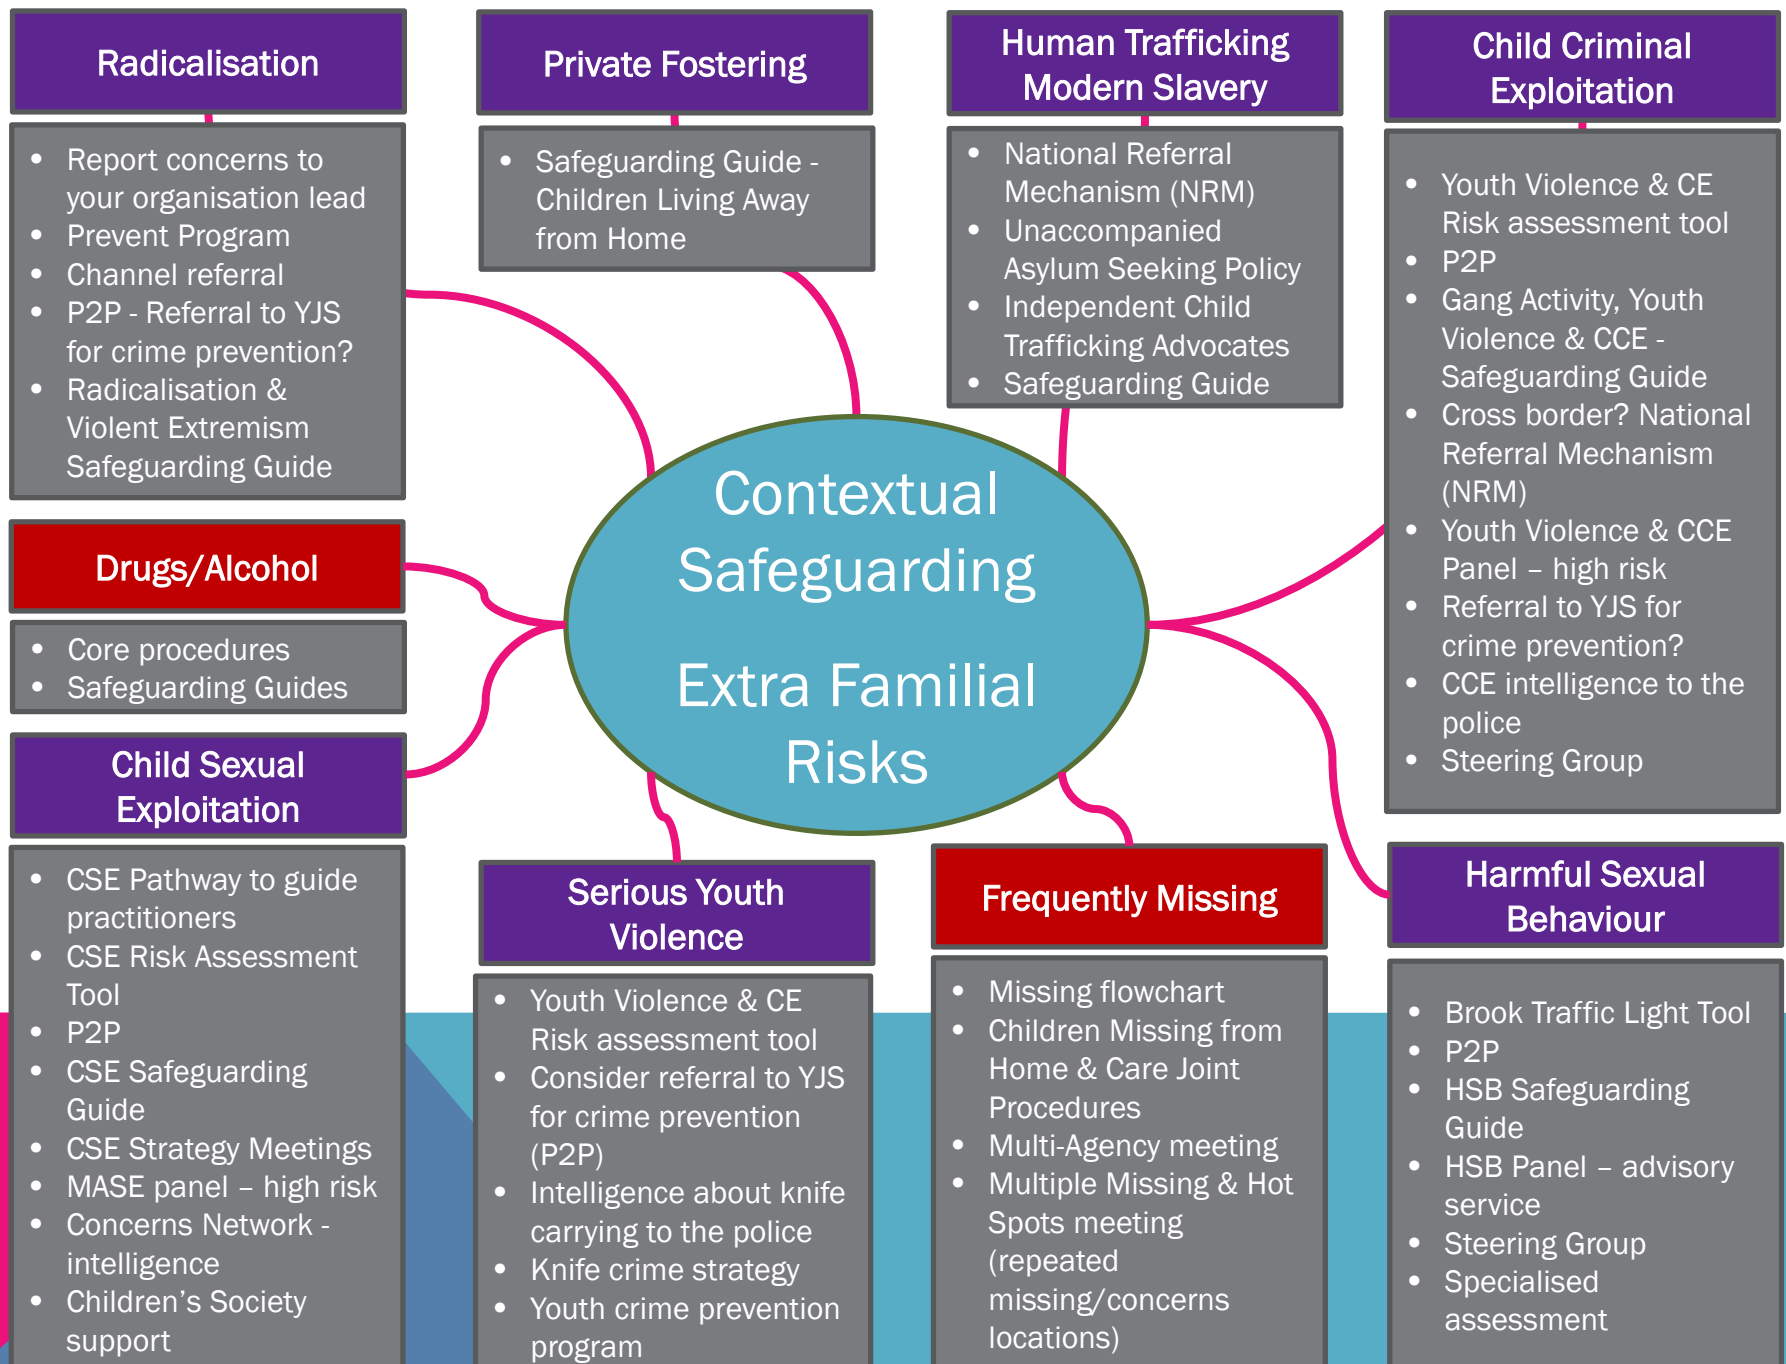 Radicalisation
• Report concerns to
your organisation lead
• Prevent Program
• Channel referral
• P2P - Referral to YJS
for crime prevention?
• Radicalisation &
Violent Extremism
Safeguarding Guide
Private Fostering
• Safeguarding Guide -
Children Living Away
from Home
Human Trafficking
Modern Slavery
• National Referral
Mechanism (NRM)
• Unaccompanied
Asylum Seeking Policy
• Independent Child
Trafficking Advocates
• Safeguarding Guide
Child Criminal
Exploitation
• Youth Violence & CE
Risk assessment tool
• P2P
• Gang Activity, Youth
Violence & CCE -
Safeguarding Guide
• Cross border? National
Referral Mechanism
(NRM)
• Youth Violence & CCE
Panel – high risk
• Referral to YJS for
crime prevention?
• CCE intelligence to the
police
• Steering Group
Contextual
Safeguarding
Extra Familial
Risks
Drugs/Alcohol
• Core procedures
• Safeguarding Guides
Child Sexual
Exploitation
• CSE Pathway to guide
practitioners
• CSE Risk Assessment
Tool
• P2P
• CSE Safeguarding
Guide
• CSE Strategy Meetings
• MASE panel – high risk
• Concerns Network -
intelligence
• Children’s Society
support
Serious Youth
Violence
• Youth Violence & CE
Risk assessment tool
• Consider referral to YJS
for crime prevention
(P2P)
• Intelligence about knife
carrying to the police
• Knife crime strategy
• Youth crime prevention
program
Frequently Missing
• Missing flowchart
• Children Missing from
Home & Care Joint
Procedures
• Multi-Agency meeting
• Multiple Missing & Hot
Spots meeting
(repeated
missing/concerns
locations)
Harmful Sexual
Behaviour
• Brook Traffic Light Tool
• P2P
• HSB Safeguarding
Guide
• HSB Panel – advisory
service
• Steering Group
• Specialised
assessment